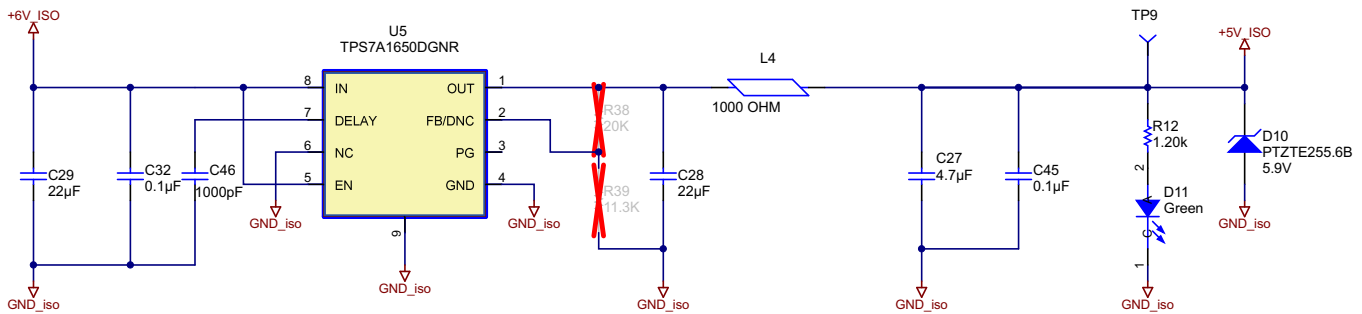 +6V_ISO
U5
TPS7A1650DGNR
TP9
+5V_ISO
L4
1000 OHM
8
IN
OUT
1
7
DELAY
FB/DNC
2
6
NC
PG
3
5
EN
GND
4
9
R38
R39
11.3K
C29
22µF
C32
0.1µF
C46
1000pF
C28
22µF
C27
4.7µF
C45
0.1µF
R12
1.20k
2
A
D11
Green
C
1
D10
PTZTE255.6B
5.9V
GND_iso
GND_iso
GND_iso
GND_iso
GND_iso
GND_iso
GND_iso
GND_iso